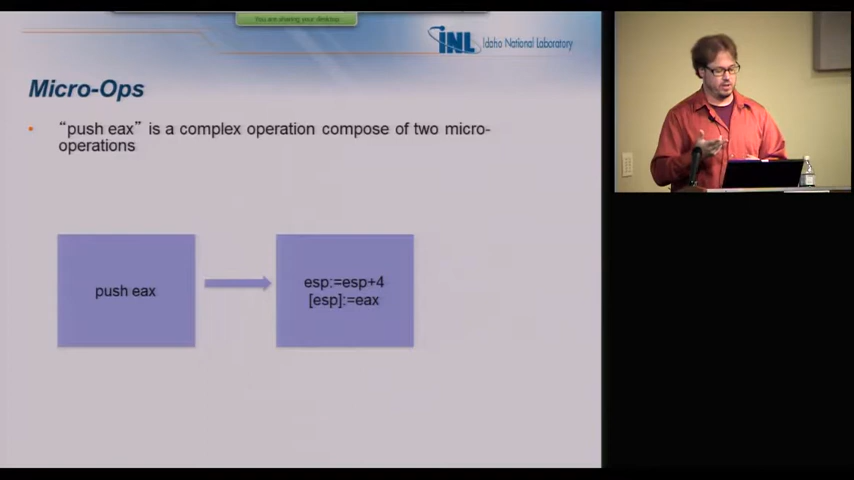 You are sharing your desktop
INL Idaho National Laboratory
Micro-Ops
• “push eax” is a complex operation compose of two micro-
operations
push eax
esp:=esp+4
[esp]:=eax